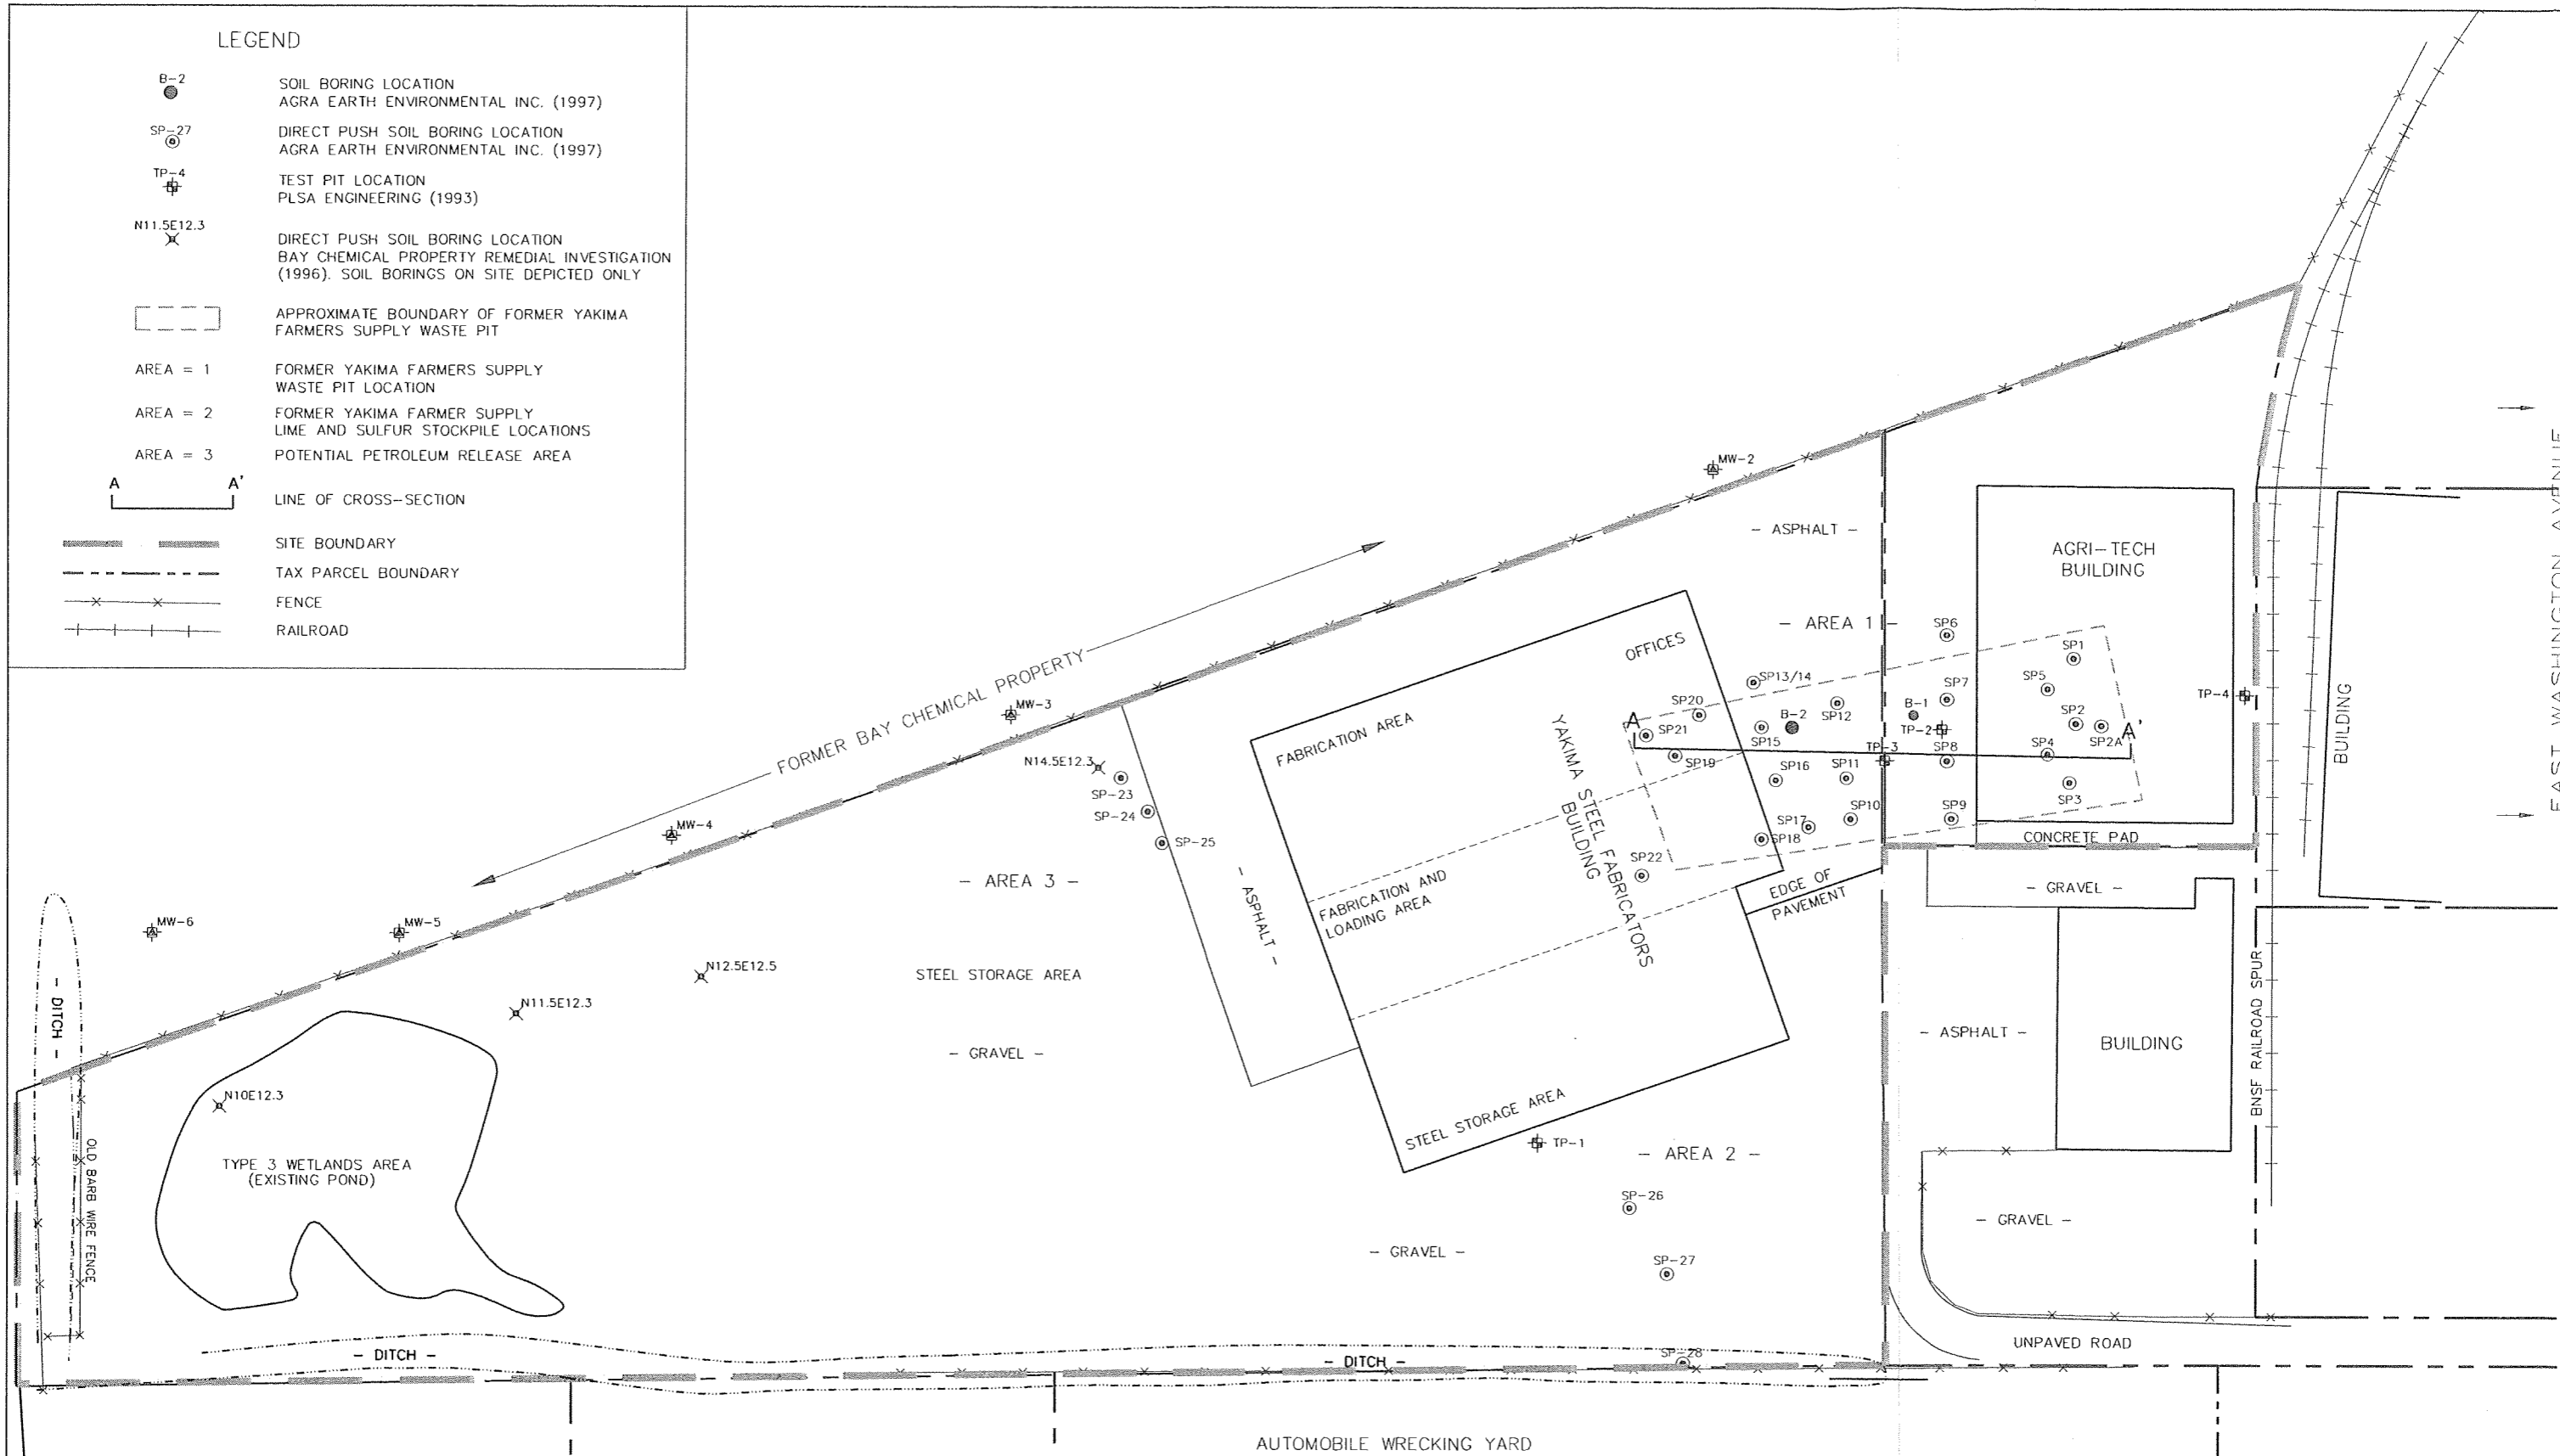 LEGEND
B-2
SOIL BORING LOCATION
AGRA EARTH ENVIRONMENTAL INC. (1997)
SP-27
DIRECT PUSH SOIL BORING LOCATION
AGRA EARTH ENVIRONMENTAL INC. (1997)
TP-4
TEST PIT LOCATION
PLSA ENGINEERING (1993)
N11.5E12.3
DIRECT PUSH SOIL BORING LOCATION
BAY CHEMICAL PROPERTY REMEDIAL INVESTIGATION
(1996). SOIL BORINGS ON SITE DEPICTED ONLY
APPROXIMATE BOUNDARY OF FORMER YAKIMA
FARMERS SUPPLY WASTE PIT
AREA = 1
FORMER YAKIMA FARMERS SUPPLY
WASTE PIT LOCATION
AREA = 2
FORMER YAKIMA FARMER SUPPLY
LIME AND SULFUR STOCKPILE LOCATIONS
AREA = 3
POTENTIAL PETROLEUM RELEASE AREA
A
A'
LINE OF CROSS-SECTION
SITE BOUNDARY
TAX PARCEL BOUNDARY
FENCE
RAILROAD
MW-2
- ASPHALT -
AGRI-TECH
BUILDING
EAST WASHINGTON AVENUE
- AREA 1 -
SP6
OFFICES
SP1
FORMER BAY CHEMICAL PROPERTY
SP13/14
SP5
SP7
TP-4
BUILDING
MW-3
FABRICATION AREA
SP20
SP12
B-1
B-2
A
SP21
SP15
TP-2
SP2
SP2A
A'
TP-3
SP8
SP4
N14.5E12.3
SP19
SP16
SP11
SP-23
SP3
SP-24
SP10
SP9
SP17
MW-4
SP18
CONCRETE PAD
SP-25
YAKIMA STEEL FABRICATORS
BUILDING
SP22
- AREA 3 -
- ASPHALT -
FABRICATION AND
LOADING AREA
EDGE OF
PAVEMENT
- GRAVEL -
MW-6
MW-5
N12.5E12.5
STEEL STORAGE AREA
N11.5E12.3
- DITCH -
- GRAVEL -
- ASPHALT -
BUILDING
BNSF RAILROAD SPUR
N10E12.3
STEEL STORAGE AREA
TP-1
- AREA 2 -
OLD BARB WIRE FENCE
TYPE 3 WETLANDS AREA
(EXISTING POND)
SP-26
- GRAVEL -
- GRAVEL -
SP-27
UNPAVED ROAD
- DITCH -
- DITCH -
SP-28
AUTOMOBILE WRECKING YARD